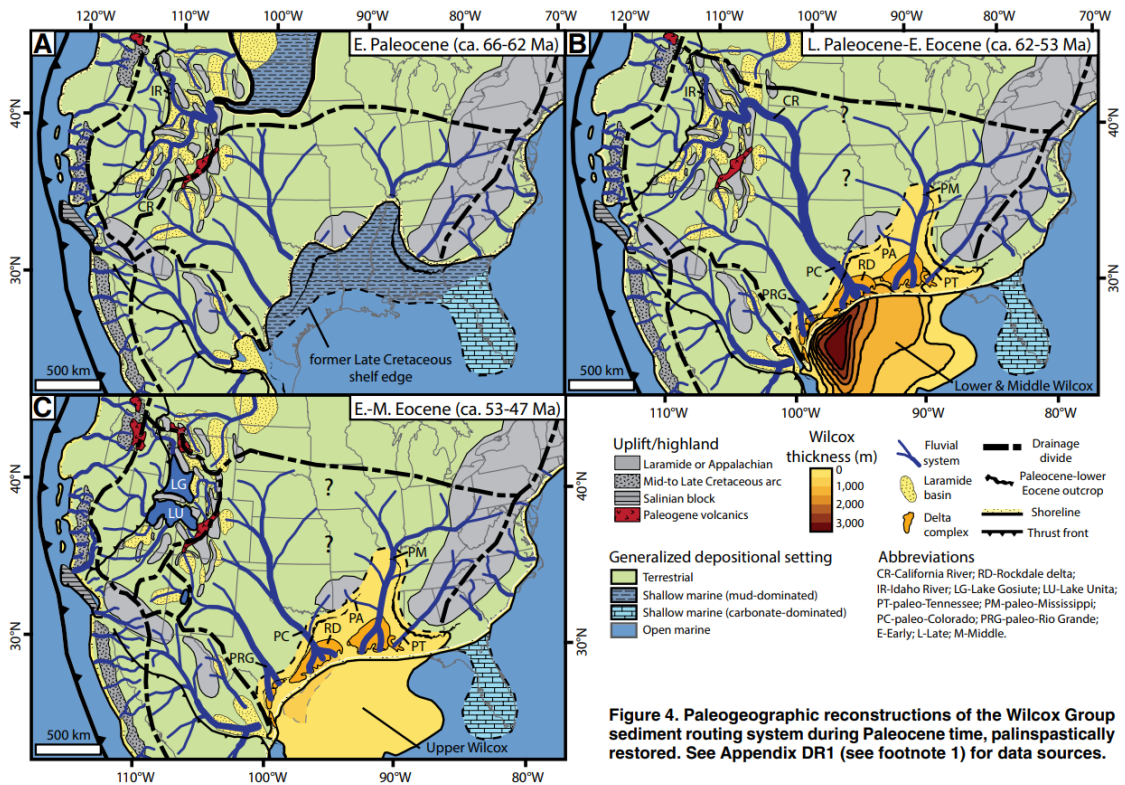 120°W 110°W 100°W 90°W 80°W 70°W
120°W 110°W 100°W 90°W 80°W 70°W
A
E. Paleocene (ca. 66-62 Ma)
IR
CR
40°N
30°N
former Late Cretaceous
shelf edge
500 km
B
L. Paleocene-E. Eocene (ca. 62-53 Ma)
IR
CR
?
?
PM
PA
RD
PC
PT
PRG
40°N
30°N
Lower & Middle Wilcox
500 km
110°W 100°W 90°W 80°W
C
E.-M. Eocene (ca. 53-47 Ma)
LG
LU
?
?
PM
PA
RD
PC
PT
PRG
40°N
40°N
30°N
30°N
Upper Wilcox
500 km
110°W 100°W 90°W 80°W
Uplift/highland
Laramide or Appalachian
Mid-to Late Cretaceous arc
Salinian block
Paleogene volcanics
Wilcox
thickness (m)
0
1,000
2,000
3,000
Fluvial
system
Laramide
basin
Delta
complex
Drainage
divide
Paleocene-lower
Eocene outcrop
Shoreline
Thrust front
Generalized depositional setting
Terrestrial
Shallow marine (mud-dominated)
Shallow marine (carbonate-dominated)
Open marine
Abbreviations
CR-California River; RD-Rockdale delta;
IR-Idaho River; LG-Lake Gosiute; LU-Lake Unita;
PT-paleo-Tennessee; PM-paleo-Mississippi;
PC-paleo-Colorado; PRG-paleo-Rio Grande;
E-Early; L-Late; M-Middle.
Figure 4. Paleogeographic reconstructions of the Wilcox Group
sediment routing system during Paleocene time, palinspastically
restored. See Appendix DR1 (see footnote 1) for data sources.